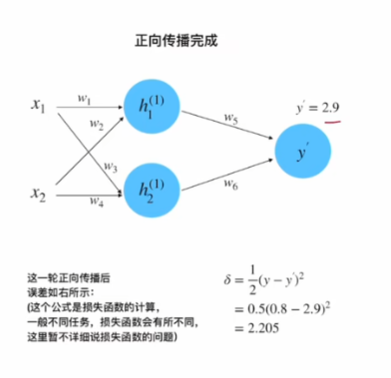 正向传播完成
x₁
w₁
h₁⁽¹⁾
w₂
w₅
y′ = 2.9
y′
w₃
x₂
w₄
h₂⁽¹⁾
w₆
这一轮正向传播后
误差如右所示:
(这个公式是损失函数的计算,
一般不同任务,损失函数会有所不同,
这里暂不详细说损失函数的问题)
δ = 1/2(y − y′)²
= 0.5(0.8 − 2.9)²
= 2.205